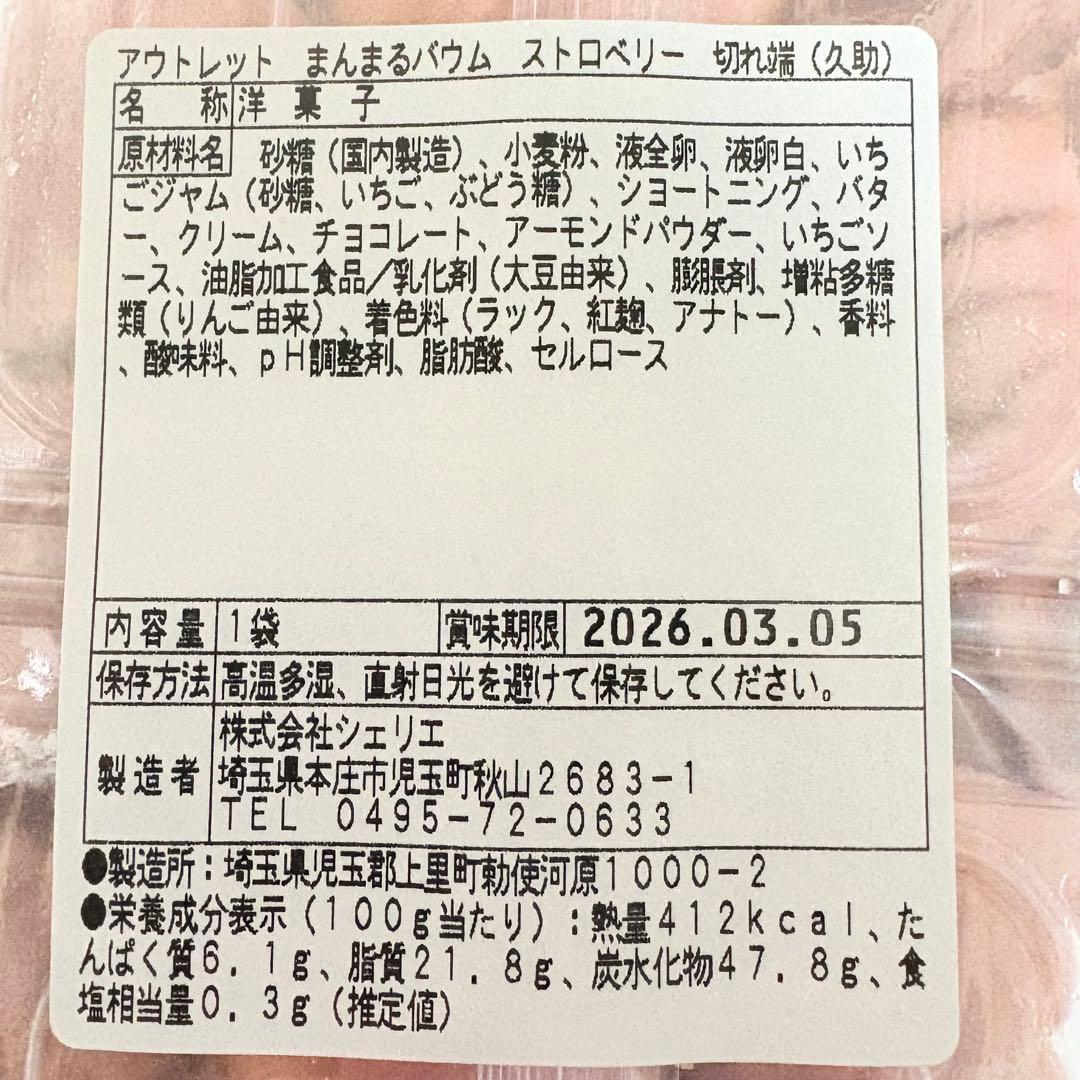 アウトレット まんまるバウム ストロベリー 切れ端（久助）
名 称 洋 菓 子
原材料名 砂糖（国内製造）、小麦粉、液全卵、液卵白、いち
ごジャム（砂糖、いちご、ぶどう糖）、ショートニング、バタ
ー、クリーム、チョコレート、アーモンドパウダー、いちごソ
ース、油脂加工食品／乳化剤（大豆由来）、膨脹剤、増粘多糖
類（りんご由来）、着色料（ラック、紅麹、アナトー）、香料
、酸味料、ｐＨ調整剤、脂肪酸、セルロース
内容量 １袋 賞味期限 2026.03.05
保存方法 高温多湿、直射日光を避けて保存してください。
株式会社シェリエ
製造者 埼玉県本庄市児玉町秋山２６８３－１
ＴＥＬ ０４９５－７２－０６３３
●製造所：埼玉県児玉郡上里町勅使河原１０００－２
●栄養成分表示（１００ｇ当たり）：熱量４１２ｋｃａｌ、た
んぱく質６．１ｇ、脂質２１．８ｇ、炭水化物４７．８ｇ、食
塩相当量０．３ｇ（推定値）